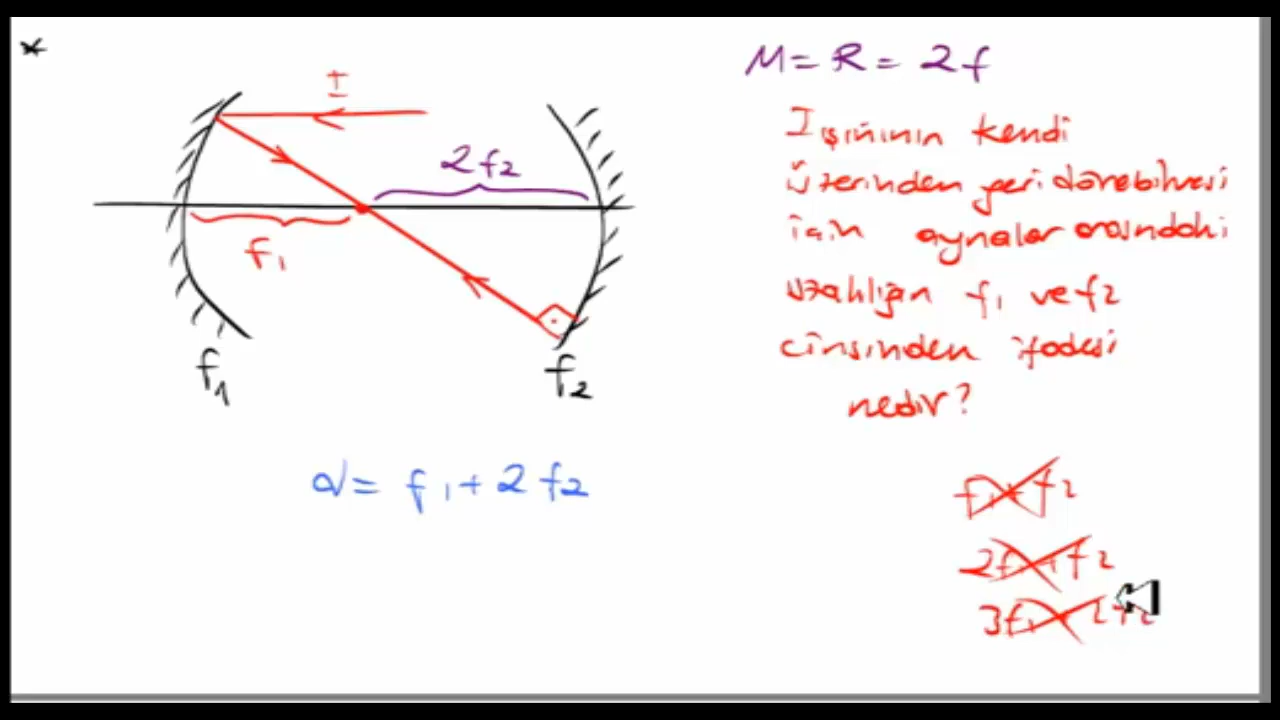 *
M = R = 2f
I
2f2
f1
f1
f2
d = f1 + 2f2
Işınının kendi
üzerinden geri dönebilmesi
için aynalar arasındaki
uzaklığın f1 ve f2
cinsinden ifadesi
nedir?
f1 + f2
2f1 + f2
3f1 + 2f2